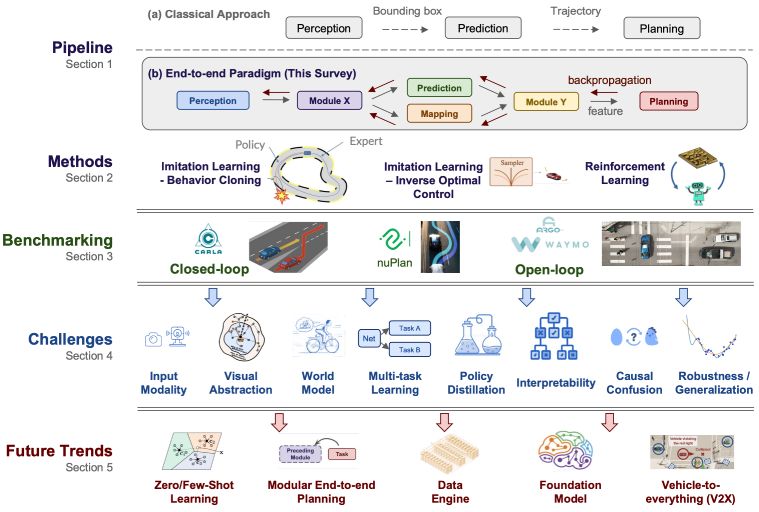 (a) Classical Approach
Perception
Bounding box
Prediction
Trajectory
Planning
Pipeline
Section 1
(b) End-to-end Paradigm (This Survey)
Perception
Module X
Prediction
Mapping
Module Y
backpropagation
feature
Planning
Methods
Section 2
Policy
Expert
Imitation Learning
- Behavior Cloning
Imitation Learning
– Inverse Optimal
Control
Sampler
Reinforcement
Learning
Benchmarking
Section 3
CARLA
Closed-loop
nuPlan
ARGO
WAYMO
Open-loop
Challenges
Section 4
Input
Modality
Visual
Abstraction
World
Model
Net
Task A
Task B
Multi-task
Learning
Policy
Distillation
Interpretability
?
Causal
Confusion
Robustness /
Generalization
Future Trends
Section 5
Zero/Few-Shot
Learning
Preceding
Module
Task
Modular End-to-end
Planning
Data
Engine
Foundation
Model
Vehicle violating
the red light
Vehicle-to-
everything (V2X)